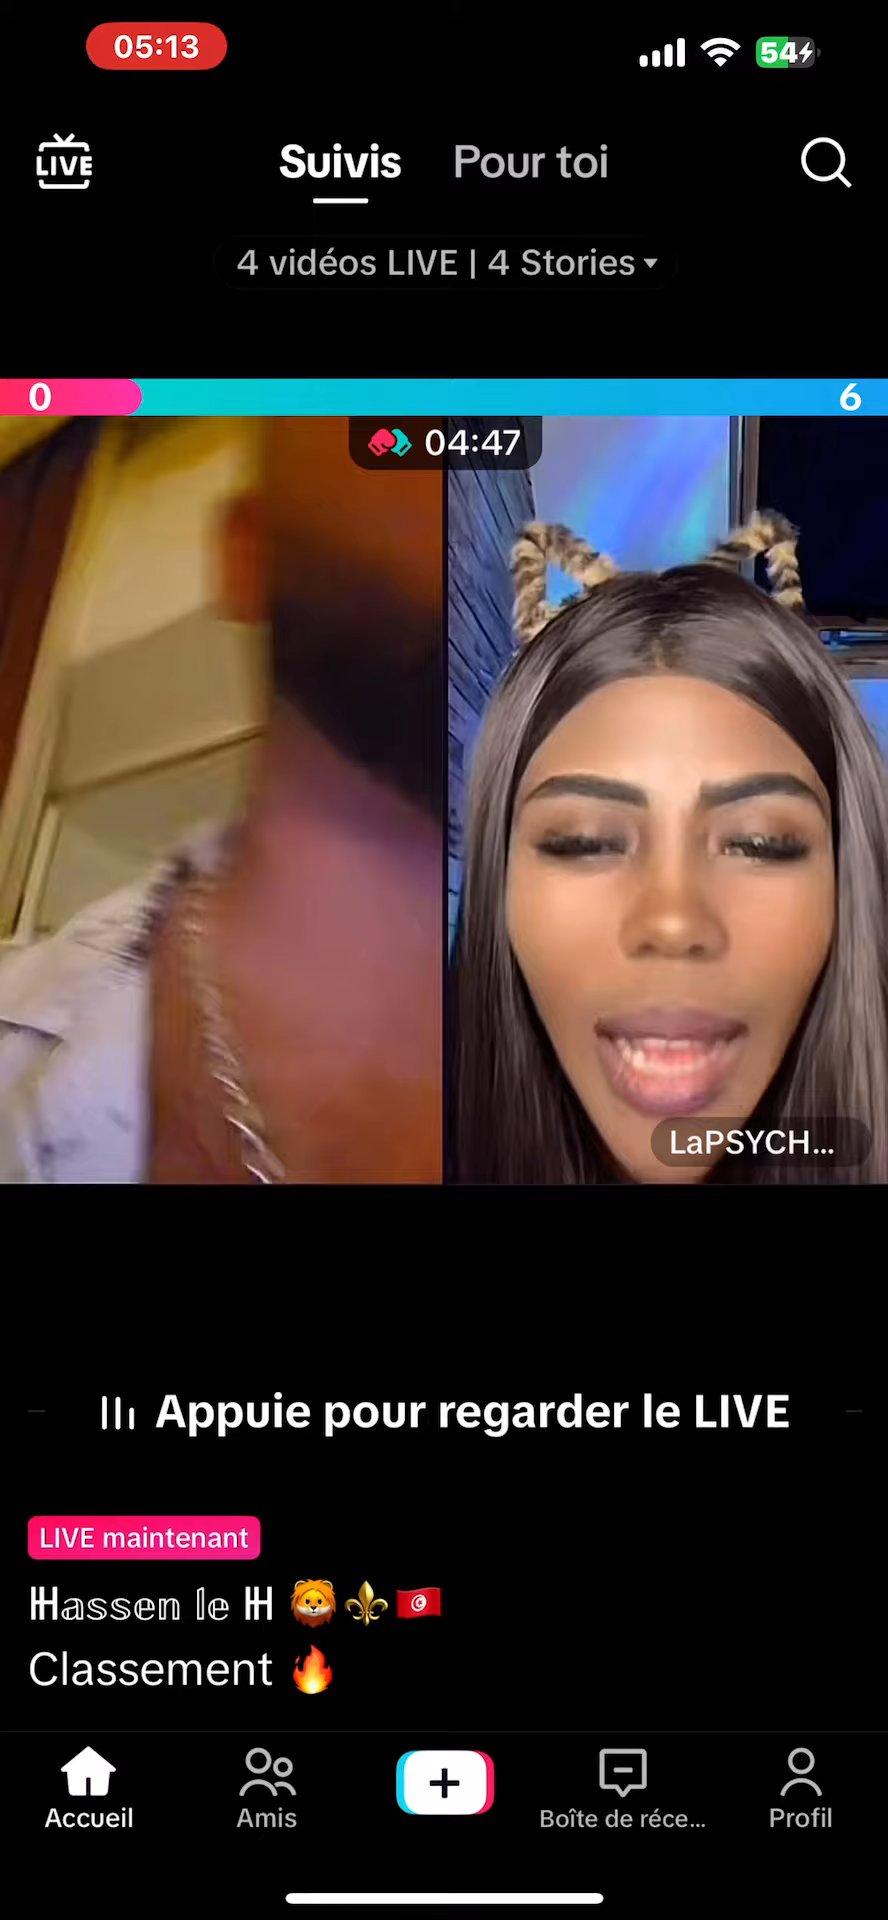 05:13
54
LIVE
Suivis
Pour toi
4 vidéos LIVE | 4 Stories
0
6
04:47
LaPSYCH...
Appuie pour regarder le LIVE
LIVE maintenant
ℍassen le ℍ 🦁⚜️🇹🇳
Classement 🔥
Accueil
Amis
Boîte de réce...
Profil